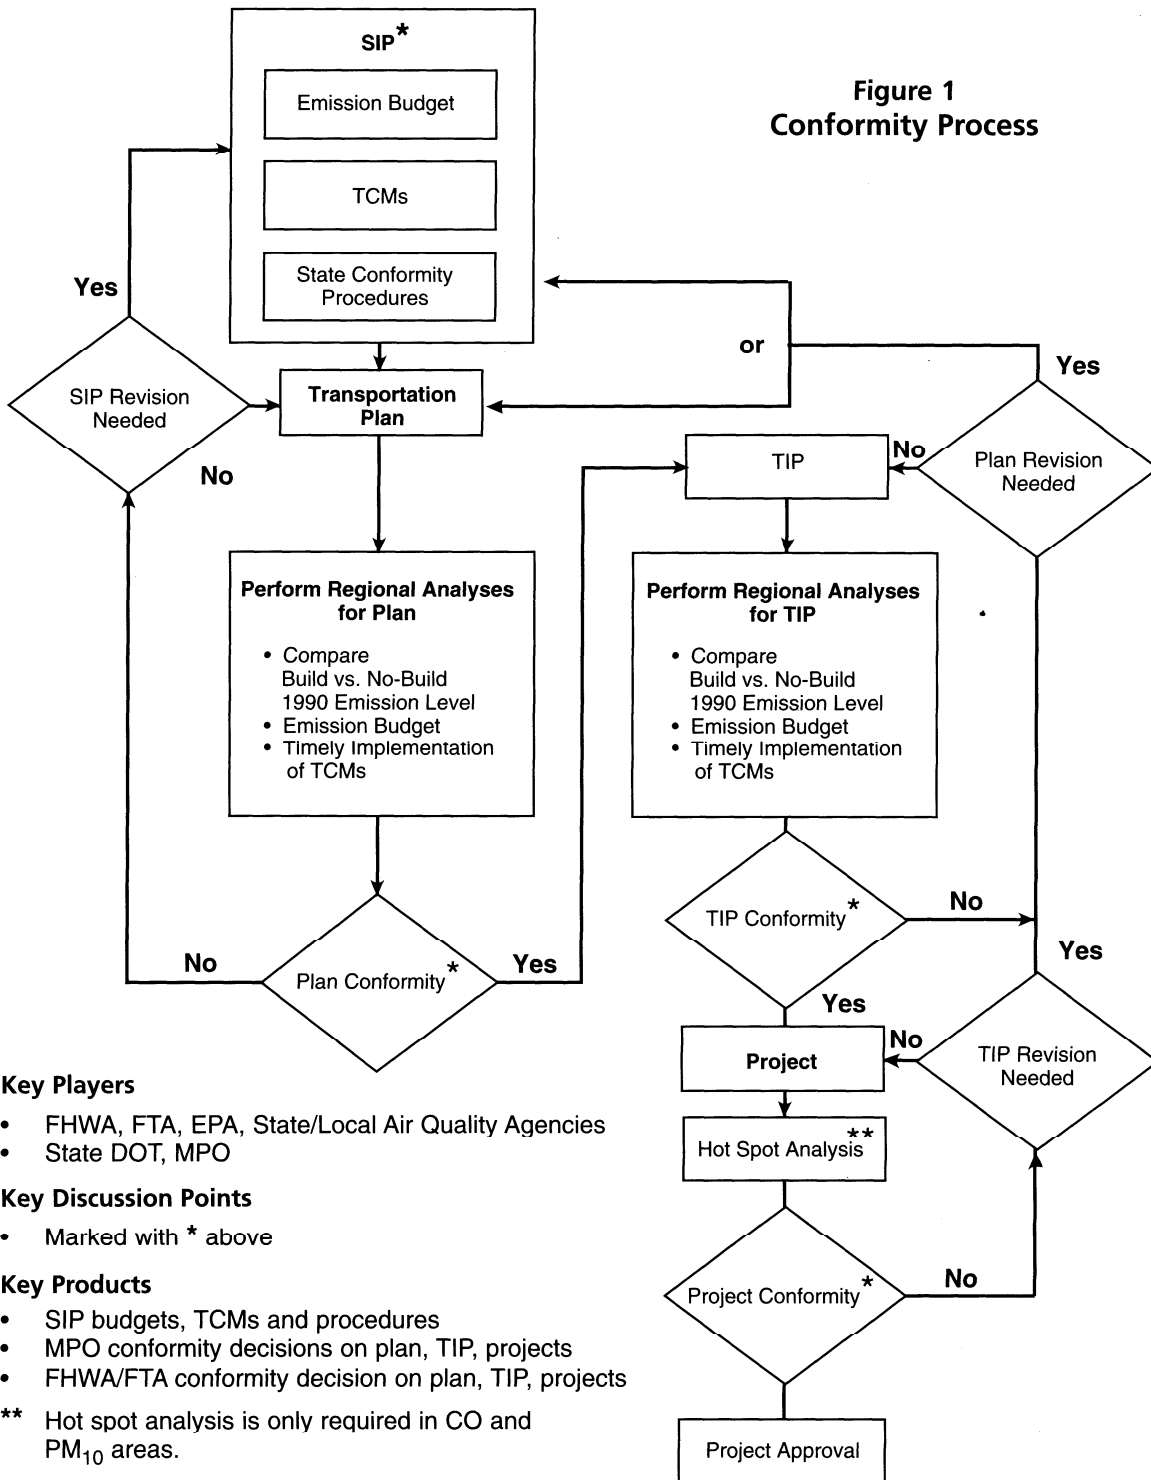 SIP*
Emission Budget
TCMs
State Conformity
Procedures
Figure 1
Conformity Process
Yes
SIP Revision
Needed
No
Transportation
Plan
or
Yes
Plan Revision
Needed
No
TIP
Perform Regional Analyses
for Plan
• Compare
Build vs. No-Build
1990 Emission Level
• Emission Budget
• Timely Implementation
of TCMs
Perform Regional Analyses
for TIP
• Compare
Build vs. No-Build
1990 Emission Level
• Emission Budget
• Timely Implementation
of TCMs
No
Plan Conformity*
Yes
TIP Conformity*
No
Yes
Yes
Project
No
TIP Revision
Needed
Hot Spot Analysis**
Project Conformity*
No
Project Approval
Key Players
• FHWA, FTA, EPA, State/Local Air Quality Agencies
• State DOT, MPO
Key Discussion Points
• Marked with * above
Key Products
• SIP budgets, TCMs and procedures
• MPO conformity decisions on plan, TIP, projects
• FHWA/FTA conformity decision on plan, TIP, projects
** Hot spot analysis is only required in CO and
PM10 areas.